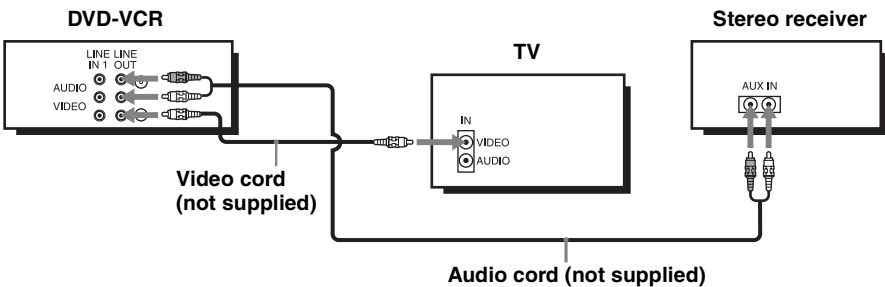 DVD-VCR
LINE LINE
IN 1 OUT
AUDIO
VIDEO
TV
IN
VIDEO
AUDIO
Stereo receiver
AUX IN
Video cord
(not supplied)
Audio cord (not supplied)